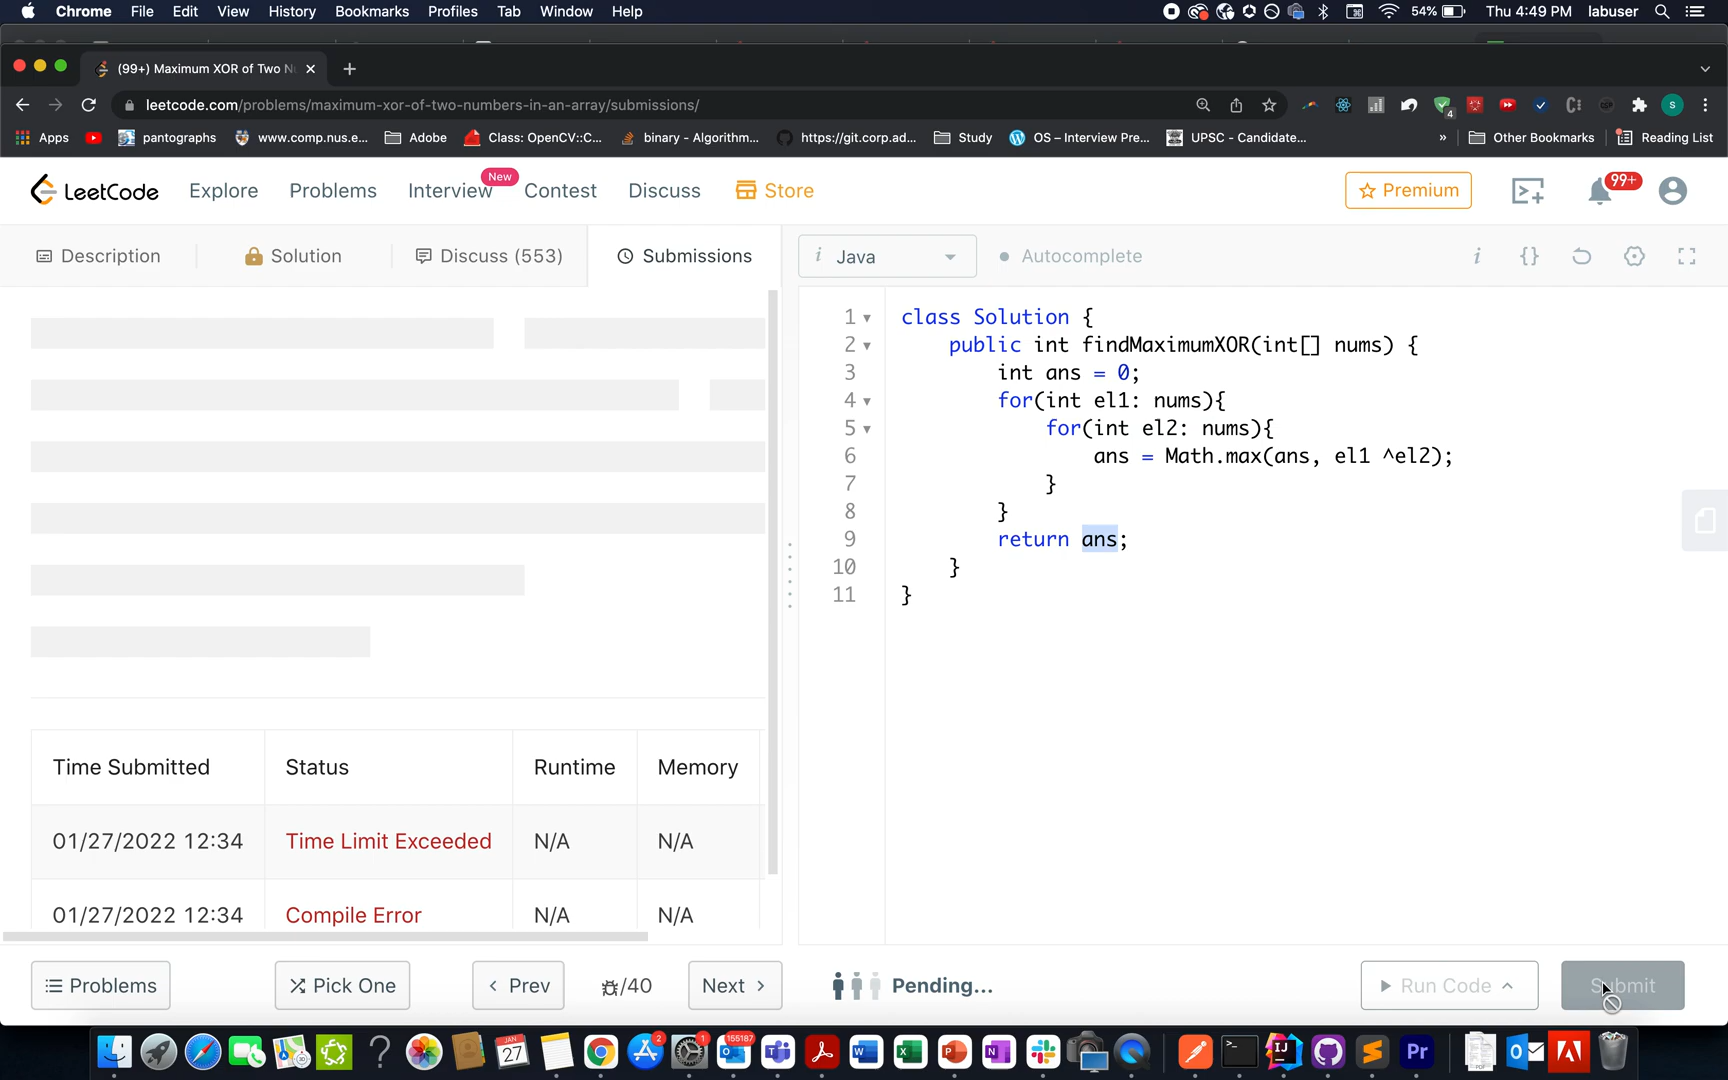 Chrome File Edit View History Bookmarks Profiles Tab Window Help 54% Thu 4:49 PM labuser
(99+) Maximum XOR of Two Nu
leetcode.com/problems/maximum-xor-of-two-numbers-in-an-array/submissions/
Apps pantographs www.comp.nus.e... Adobe Class: OpenCV::C... binary - Algorithm... https://git.corp.ad... Study OS – Interview Pre... UPSC - Candidate... » Other Bookmarks Reading List
LeetCode Explore Problems Interview New Contest Discuss Store Premium 99+
Description Solution Discuss (553) Submissions i Java Autocomplete i {}
1 class Solution {
2 public int findMaximumXOR(int[] nums) {
3 int ans = 0;
4 for(int el1: nums){
5 for(int el2: nums){
6 ans = Math.max(ans, el1 ^el2);
7 }
8 }
9 return ans;
10 }
11 }
Time Submitted Status Runtime Memory
01/27/2022 12:34 Time Limit Exceeded N/A N/A
01/27/2022 12:34 Compile Error N/A N/A
Problems Pick One Prev /40 Next Pending... Run Code Submit
JAN 27 2 1 155187